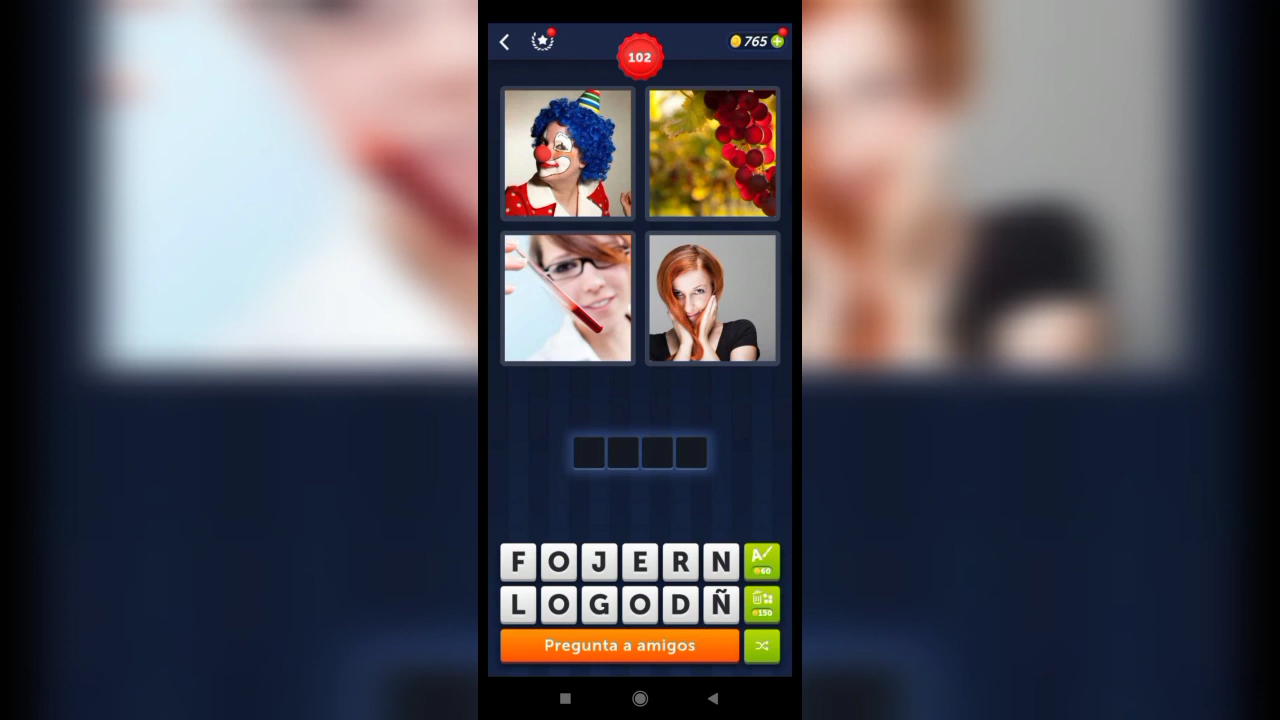 102
765
F O J E R N
A
60
L O G O D Ñ
150
Pregunta a amigos